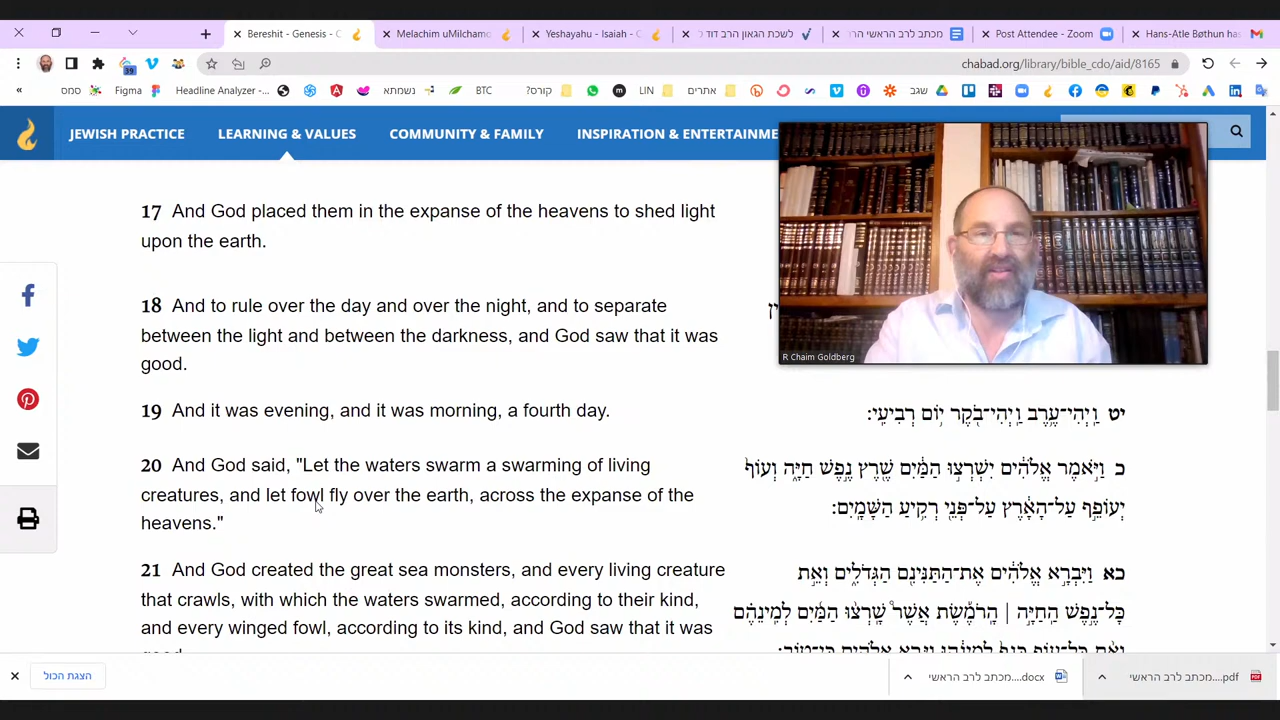 Bereshit - Genesis - C
Melachim uMilchamo
Yeshayahu - Isaiah - C
לשכת הגאון הרב דוד כ
מכתב לרב הראשי הרו
Post Attendee - Zoom
Hans-Atle Bøthun has
chabad.org/library/bible_cdo/aid/8165
39
סמס
Figma
Headline Analyzer -...
נשמתא
BTC
קורס?
LIN
אתרים
שגב
JEWISH PRACTICE
LEARNING & VALUES
COMMUNITY & FAMILY
INSPIRATION & ENTERTAINME
17 And God placed them in the expanse of the heavens to shed light
upon the earth.
18 And to rule over the day and over the night, and to separate
between the light and between the darkness, and God saw that it was
good.
R Chaim Goldberg
19 And it was evening, and it was morning, a fourth day.
יט וַֽיְהִי־עֶ֥רֶב וַֽיְהִי־בֹ֖קֶר י֥וֹם רְבִיעִֽי:
20 And God said, "Let the waters swarm a swarming of living
creatures, and let fowl fly over the earth, across the expanse of the
heavens."
כ וַיֹּ֣אמֶר אֱלֹהִ֔ים יִשְׁרְצ֣וּ הַמַּ֔יִם שֶׁ֖רֶץ נֶ֣פֶשׁ חַיָּ֑ה וְעוֹף֙
יְעוֹפֵ֣ף עַל־הָאָ֔רֶץ עַל־פְּנֵ֖י רְקִ֥יעַ הַשָּׁמָֽיִם:
21 And God created the great sea monsters, and every living creature
that crawls, with which the waters swarmed, according to their kind,
and every winged fowl, according to its kind, and God saw that it was
כא וַיִּבְרָ֣א אֱלֹהִ֔ים אֶת־הַתַּנִּינִ֖ם הַגְּדֹלִ֑ים וְאֵ֣ת
כָּל־נֶ֣פֶשׁ הַֽחַיָּ֣ה | הָֽרֹמֶ֡שֶׂת אֲשֶׁר֩ שָֽׁרְצ֨וּ הַמַּ֜יִם לְמִֽינֵהֶ֗ם
הצגת הכול
מכתב לרב הראשי....docx
מכתב לרב הראשי....pdf